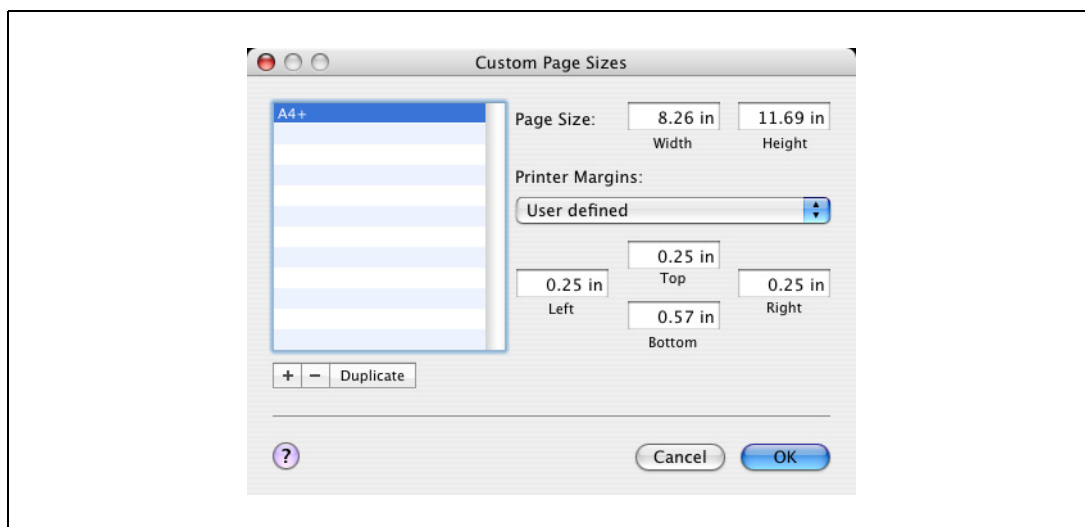 Custom Page Sizes
A4+
Page Size: 8.26 in 11.69 in
Width Height
Printer Margins:
User defined
0.25 in
Top
0.25 in 0.25 in
Left Right
0.57 in
Bottom
+ − Duplicate
? Cancel OK